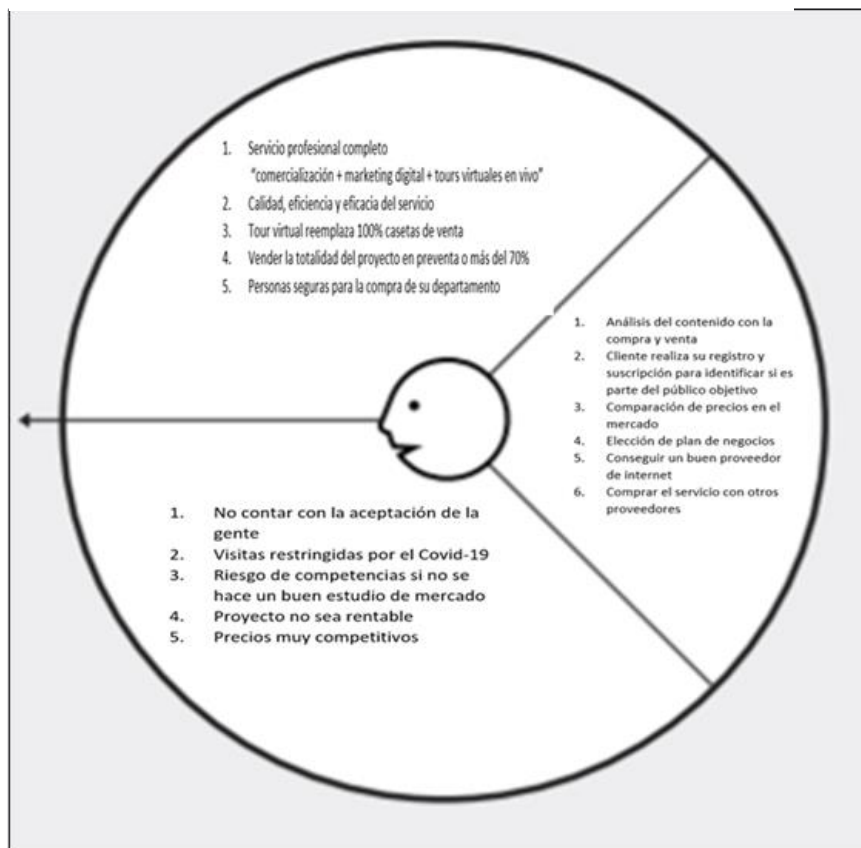 1. Servicio profesional completo
"comercialización + marketing digital + tours virtuales en vivo"
2. Calidad, eficiencia y eficacia del servicio
3. Tour virtual reemplaza 100% casetas de venta
4. Vender la totalidad del proyecto en preventa o más del 70%
5. Personas seguras para la compra de su departamento
1. Análisis del contenido con la
compra y venta
2. Cliente realiza su registro y
suscripción para identificar si es
parte del público objetivo
3. Comparación de precios en el
mercado
4. Elección de plan de negocios
5. Conseguir un buen proveedor
de internet
6. Comprar el servicio con otros
proveedores
1. No contar con la aceptación de la
gente
2. Visitas restringidas por el Covid-19
3. Riesgo de competencias si no se
hace un buen estudio de mercado
4. Proyecto no sea rentable
5. Precios muy competitivos